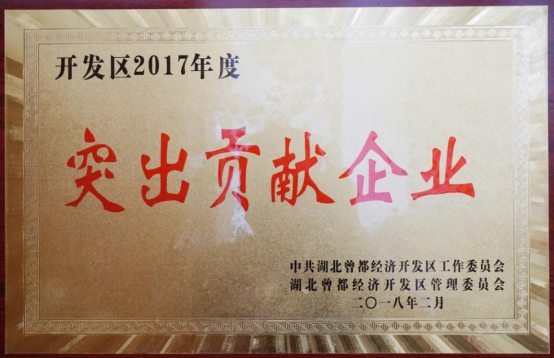 开发区2017年度
突出贡献企业
中共湖北曾都经济开发区工作委员会
湖北曾都经济开发区管理委员会
二〇一八年二月